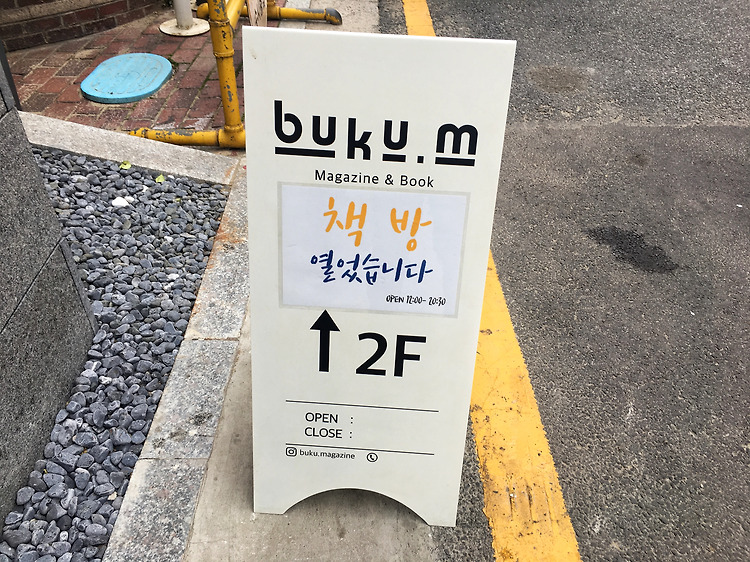 buku.m
Magazine & Book
책 방
열었습니다
OPEN 12:00- 20:30
2F
OPEN :
CLOSE :
buku.magazine